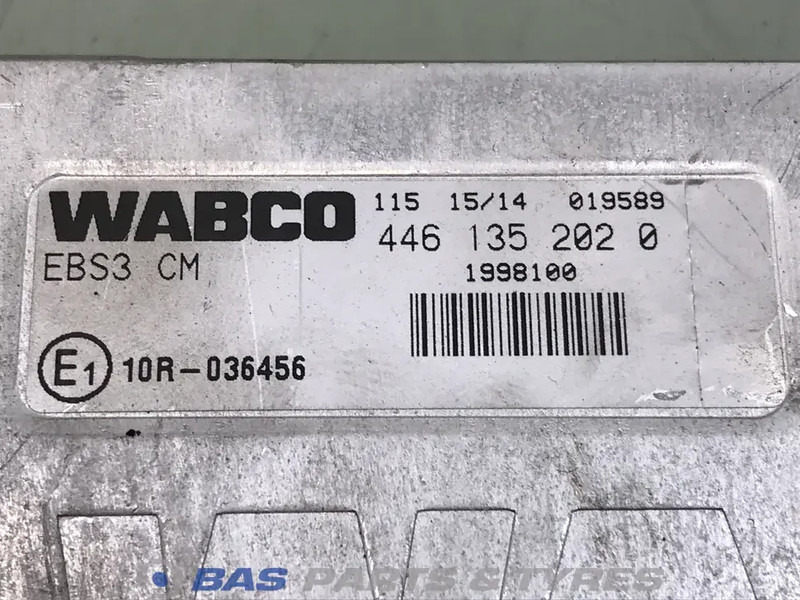 WABCO
115 15/14 019589
446 135 202 0
EBS3 CM
1998100
E1 10R-036456
BAS PARTS & TYRES